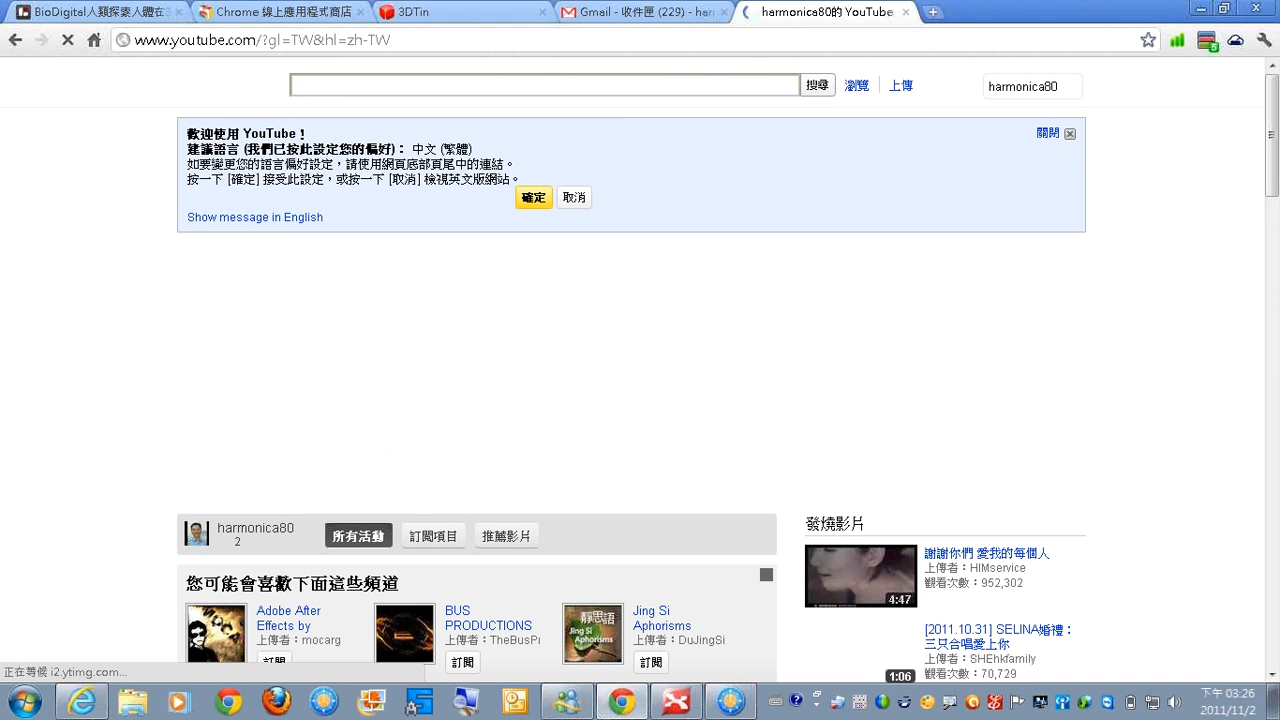 BioDigital人類探索人體在3
Chrome 線上應用程式商店
3DTin
Gmail - 收件匣 (229) - harm
harmonica80的 YouTube
www.youtube.com/?gl=TW&hl=zh-TW
5
搜尋
瀏覽
上傳
harmonica80
歡迎使用 YouTube！
關閉
建議語言 (我們已按此設定您的偏好)： 中文 (繁體)
如要變更您的語言偏好設定，請使用網頁底部頁尾中的連結。
按一下 [確定] 接受此設定，或按一下 [取消] 檢視英文版網站。
確定
取消
Show message in English
harmonica80
2
所有活動
訂閱項目
推薦影片
您可能會喜歡下面這些頻道
Adobe After
Effects by
上傳者：mocarg
訂閱
BUS
PRODUCTIONS
上傳者：TheBusPr
訂閱
靜思語
Jing Si
Aphorisms
Jing Si
Aphorisms
上傳者：DuJingSi
訂閱
發燒影片
4:47
謝謝你們 愛我的每個人
上傳者：HIMservice
觀看次數：952,302
1:06
[2011.10.31] SELINA婚禮：
三只合唱愛上你
上傳者：SHEhkfamily
觀看次數：70,729
正在等候 i2.ytimg.com...
下午 03:26
2011/11/2